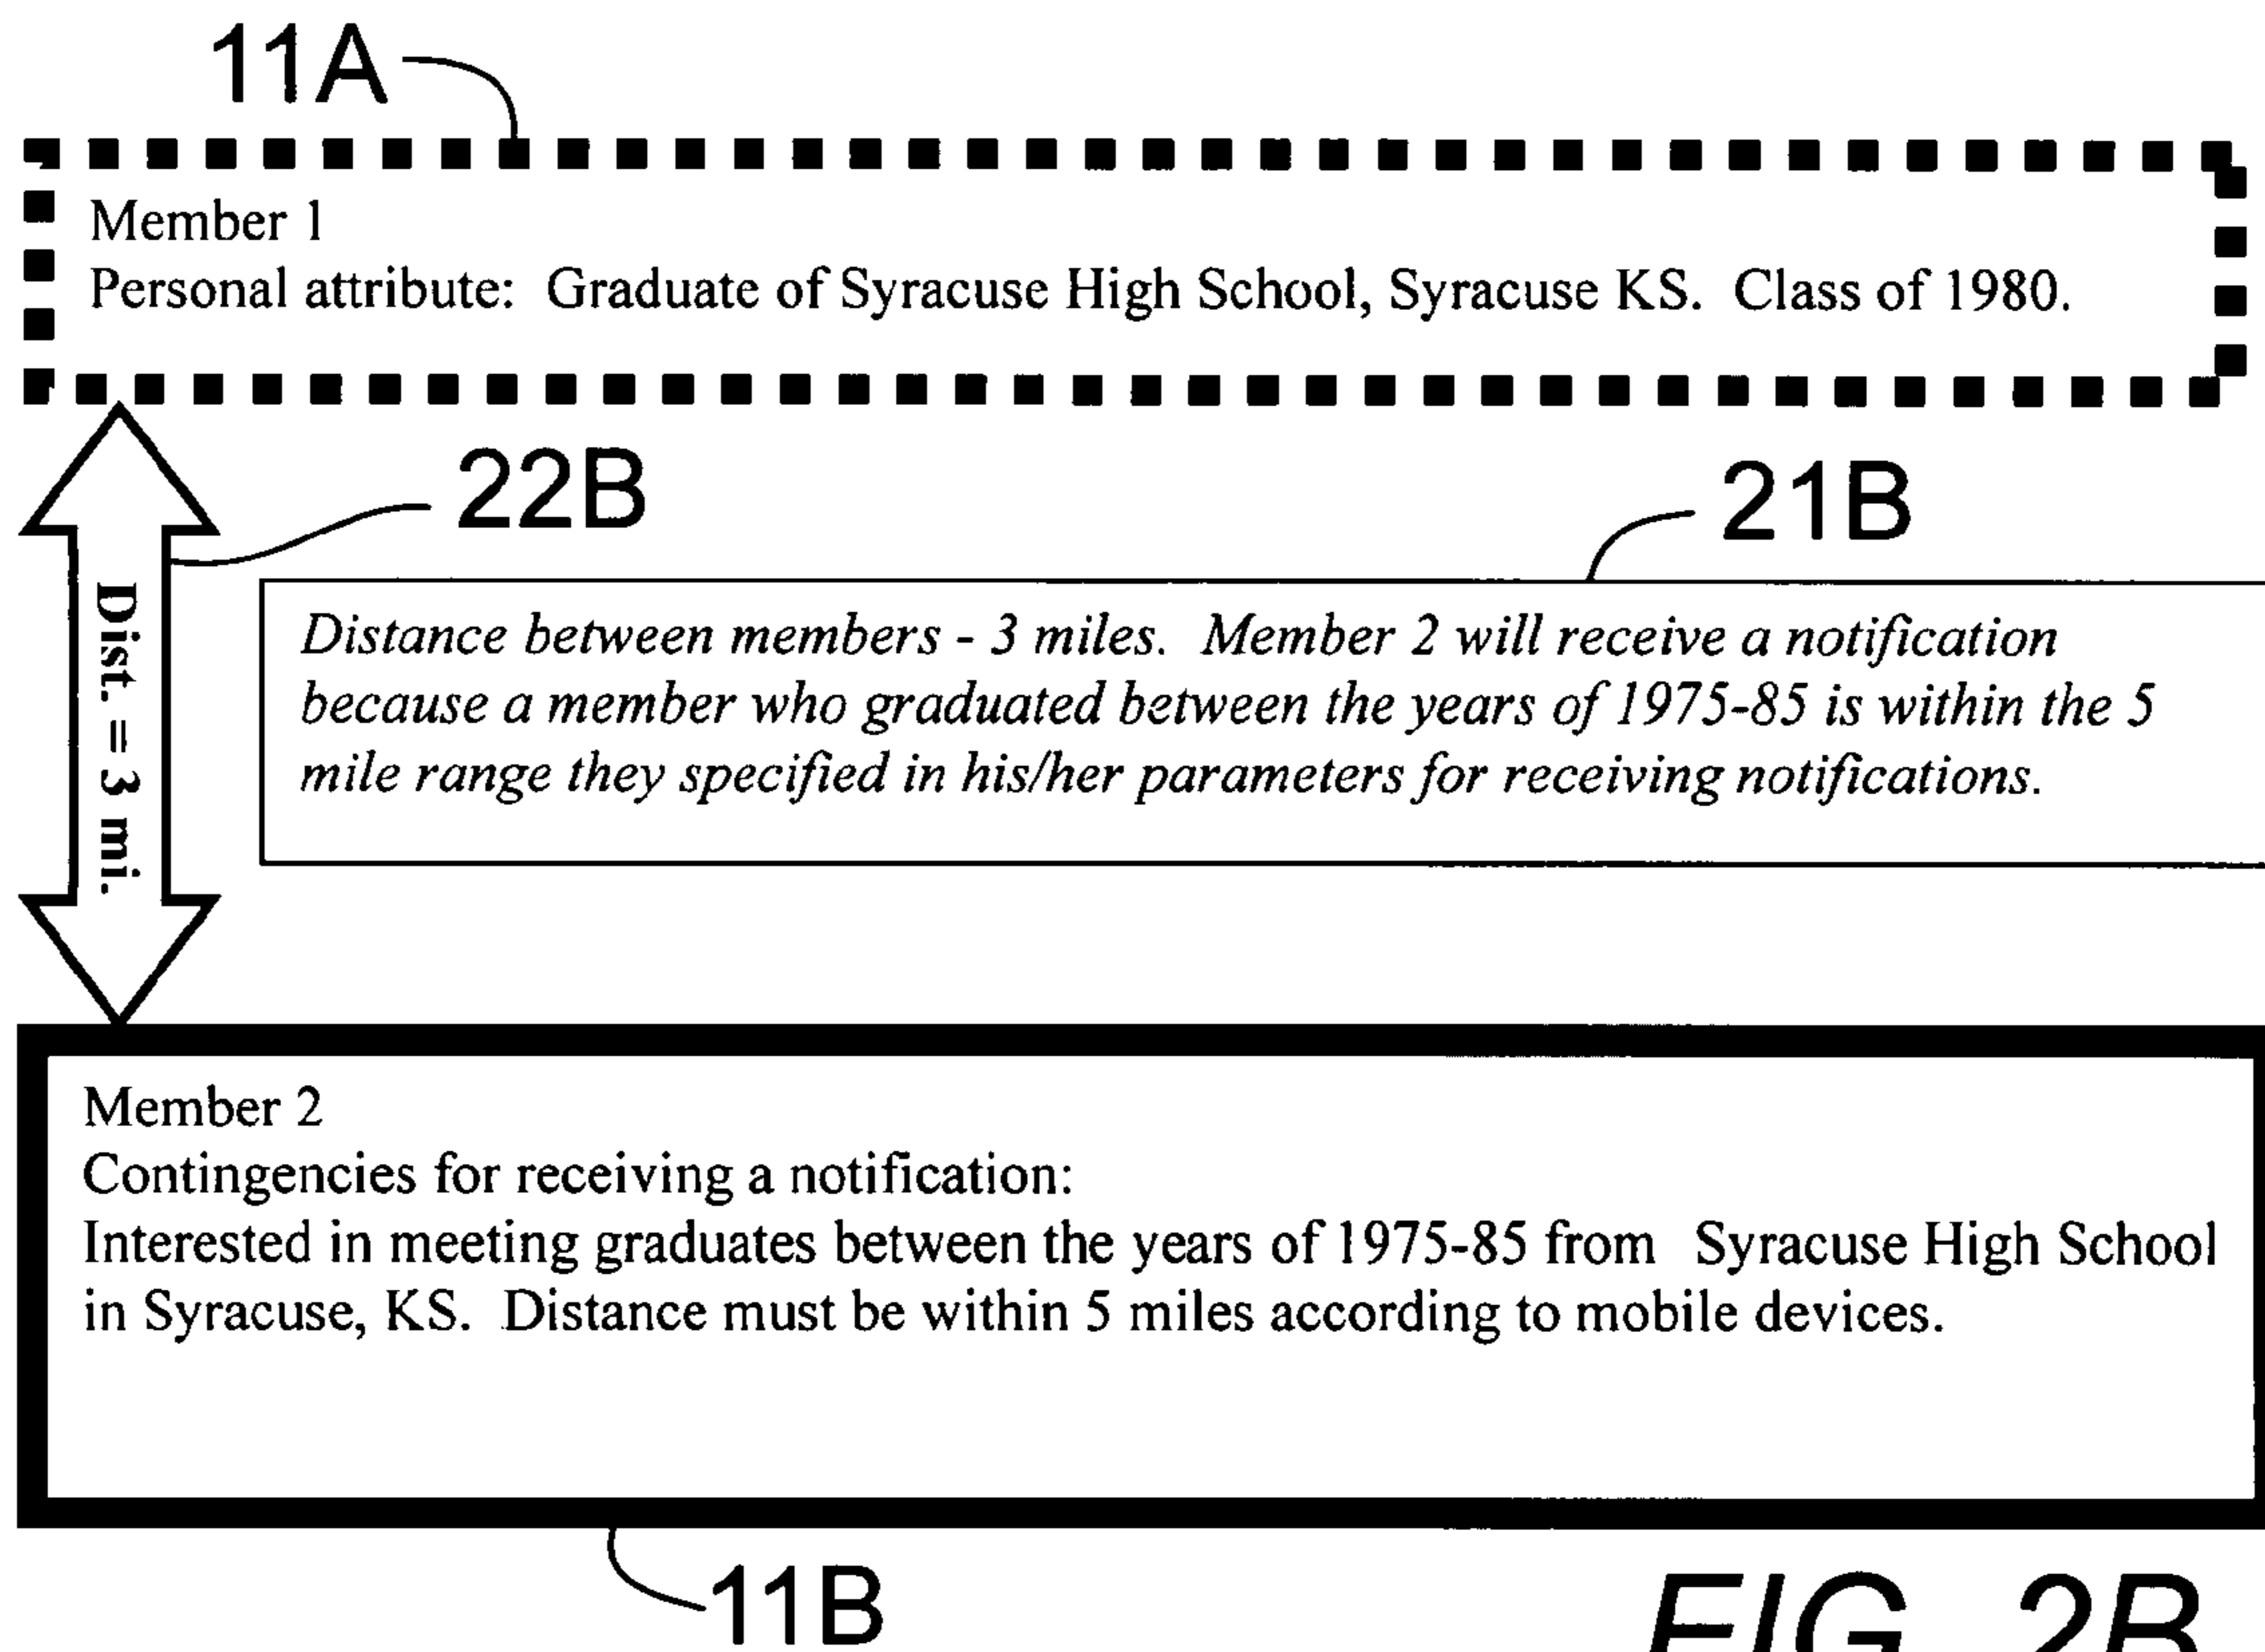 11A
Member 1
Personal attribute: Graduate of Syracuse High School, Syracuse KS. Class of 1980.
22B
21B
Dist. = 3 mi.
Distance between members - 3 miles. Member 2 will receive a notification
because a member who graduated between the years of 1975-85 is within the 5
mile range they specified in his/her parameters for receiving notifications.
Member 2
Contingencies for receiving a notification:
Interested in meeting graduates between the years of 1975-85 from Syracuse High School
in Syracuse, KS. Distance must be within 5 miles according to mobile devices.
11B
FIG. 2B